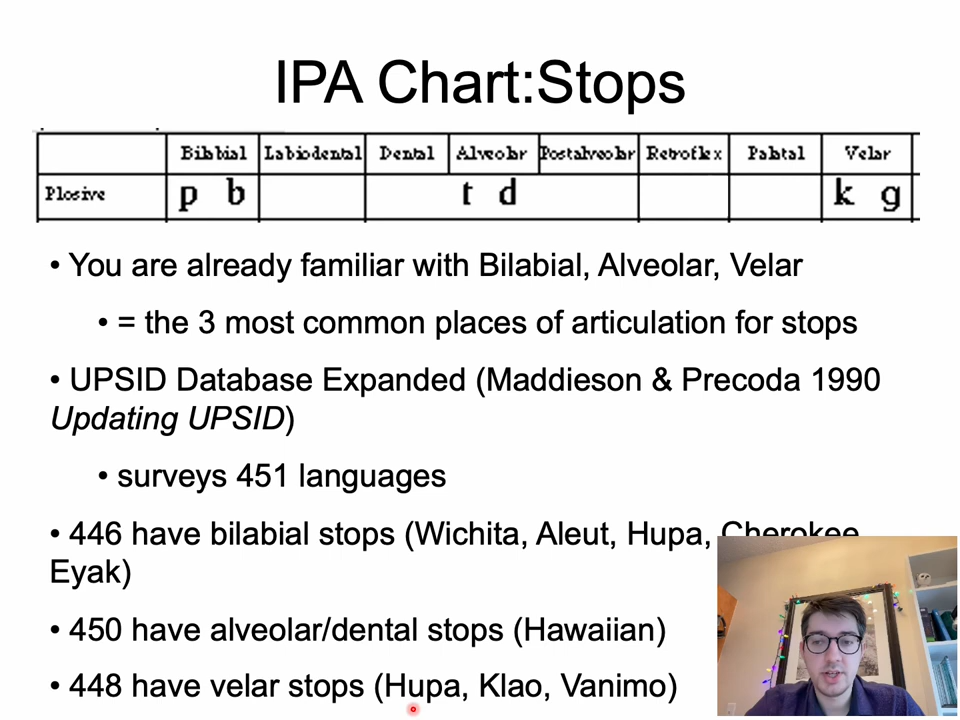 IPA Chart:Stops
Bilabial Labiodental Dental Alveolar Postalveolar Retroflex Palatal Velar
Plosive p b t d k g
• You are already familiar with Bilabial, Alveolar, Velar
• = the 3 most common places of articulation for stops
• UPSID Database Expanded (Maddieson & Precoda 1990
Updating UPSID)
• surveys 451 languages
• 446 have bilabial stops (Wichita, Aleut, Hupa, Cherokee
Eyak)
• 450 have alveolar/dental stops (Hawaiian)
• 448 have velar stops (Hupa, Klao, Vanimo)